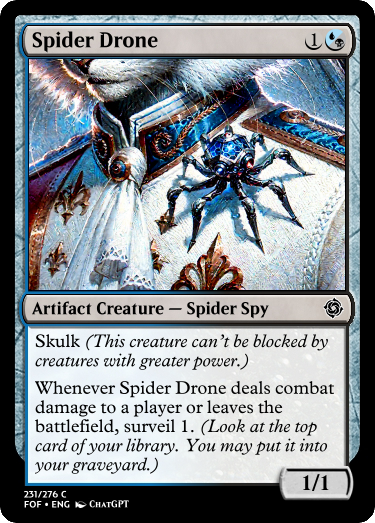 Spider Drone 1
Artifact Creature — Spider Spy
Skulk (This creature can't be blocked by
creatures with greater power.)
Whenever Spider Drone deals combat
damage to a player or leaves the
battlefield, surveil 1. (Look at the top
card of your library. You may put it into
your graveyard.)
1/1
231/276 C
FOF • ENG ChatGPT